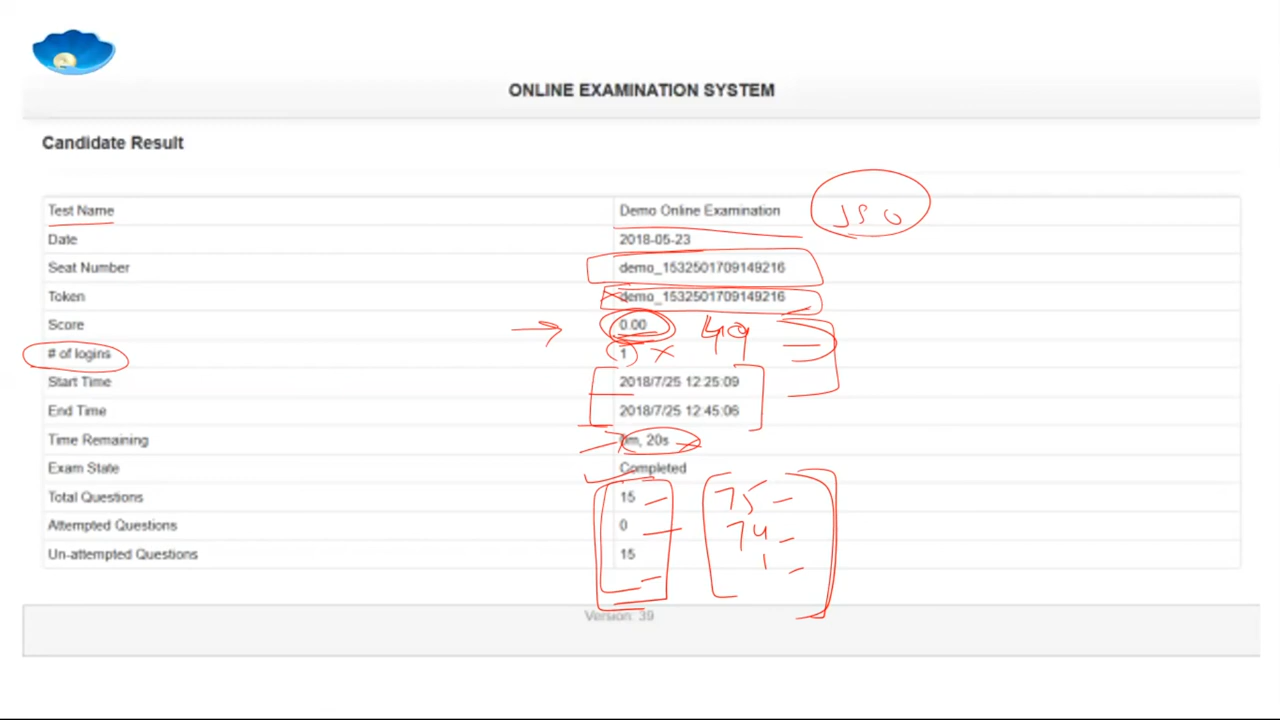 ONLINE EXAMINATION SYSTEM
Candidate Result
Test Name Demo Online Examination JSO
Date 2018-05-23
Seat Number demo_1532501709149216
Token demo_1532501709149216
Score 0.00 49
# of logins 1
Start Time 2018/7/25 12:25:09
End Time 2018/7/25 12:45:06
Time Remaining 20s
Exam State Completed
Total Questions 15 75
Attempted Questions 0 74
Un-attempted Questions 15 1
Version: 39